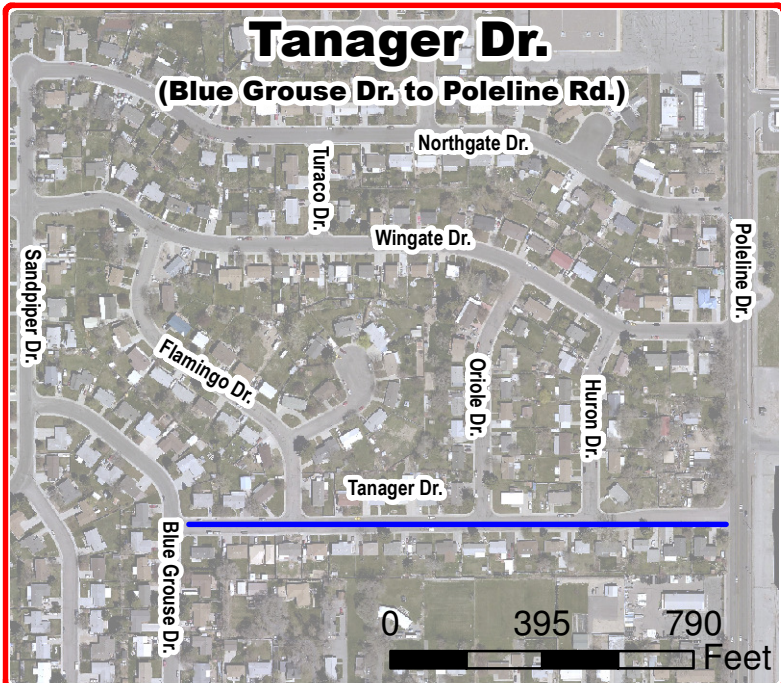 Tanager Dr.
(Blue Grouse Dr. to Poleline Rd.)
Northgate Dr.
Turaco Dr.
Wingate Dr.
Poleline Dr.
Sandpiper Dr.
Flamingo Dr.
Oriole Dr.
Huron Dr.
Tanager Dr.
Blue Grouse Dr.
0 395 790
Feet